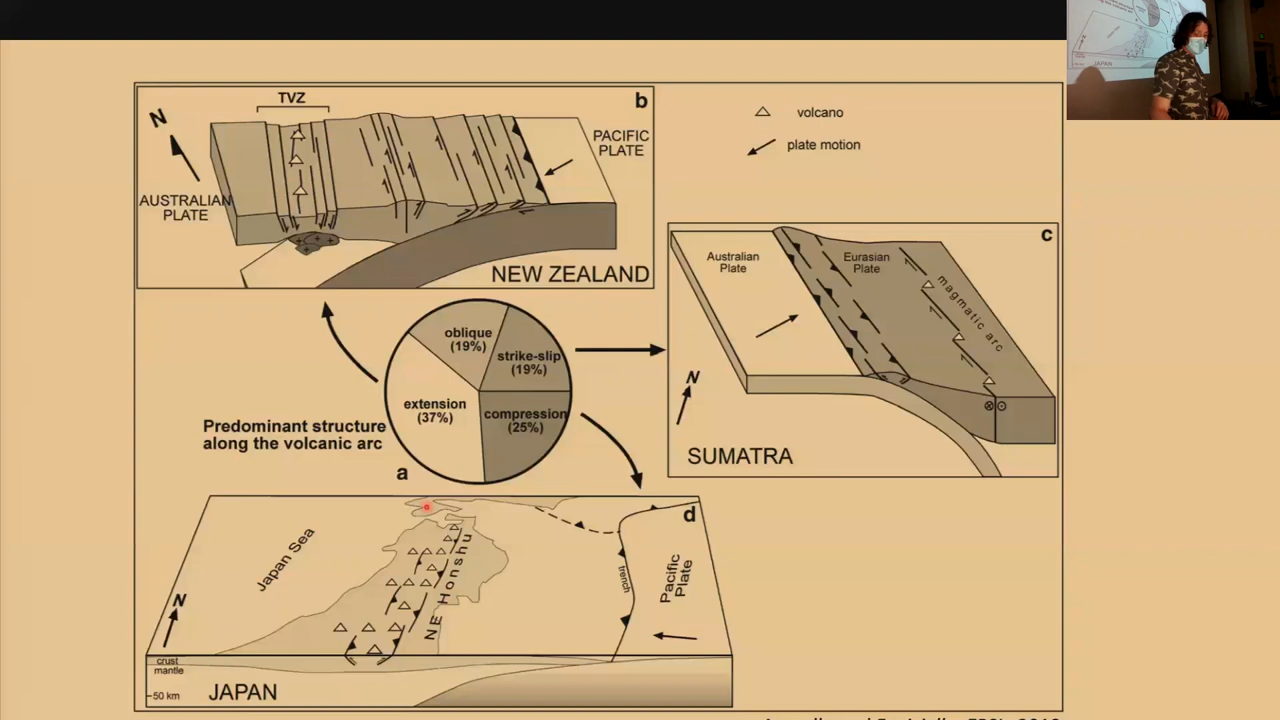 TVZ
b
N
PACIFIC
PLATE
AUSTRALIAN
PLATE
NEW ZEALAND
volcano
plate motion
c
Australian
Plate
Eurasian
Plate
magmatic arc
N
SUMATRA
oblique
(19%)
strike-slip
(19%)
extension
(37%)
compression
(25%)
Predominant structure
along the volcanic arc
a
d
Japan Sea
NE Honshu
trench
Pacific
Plate
N
crust
mantle
50 km
JAPAN
JAPAN